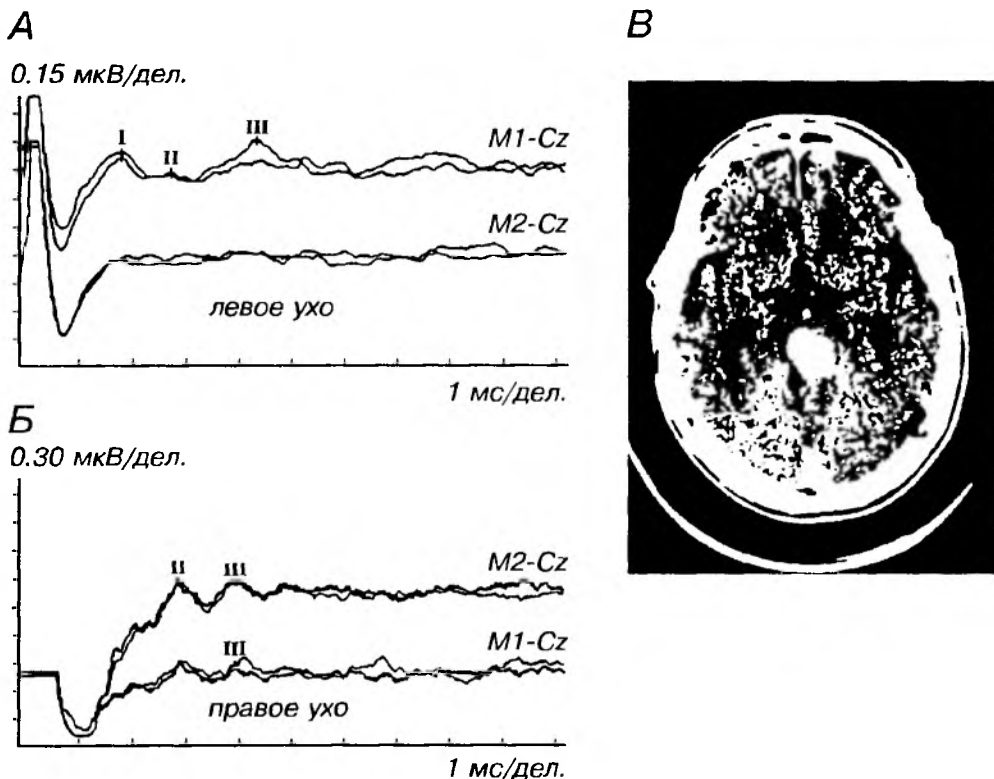 А
0.15 мкВ/дел.
I
II
III
M1-Cz
M2-Cz
левое ухо
1 мс/дел.
Б
0.30 мкВ/дел.
II
III
M2-Cz
III
M1-Cz
правое ухо
1 мс/дел.
В